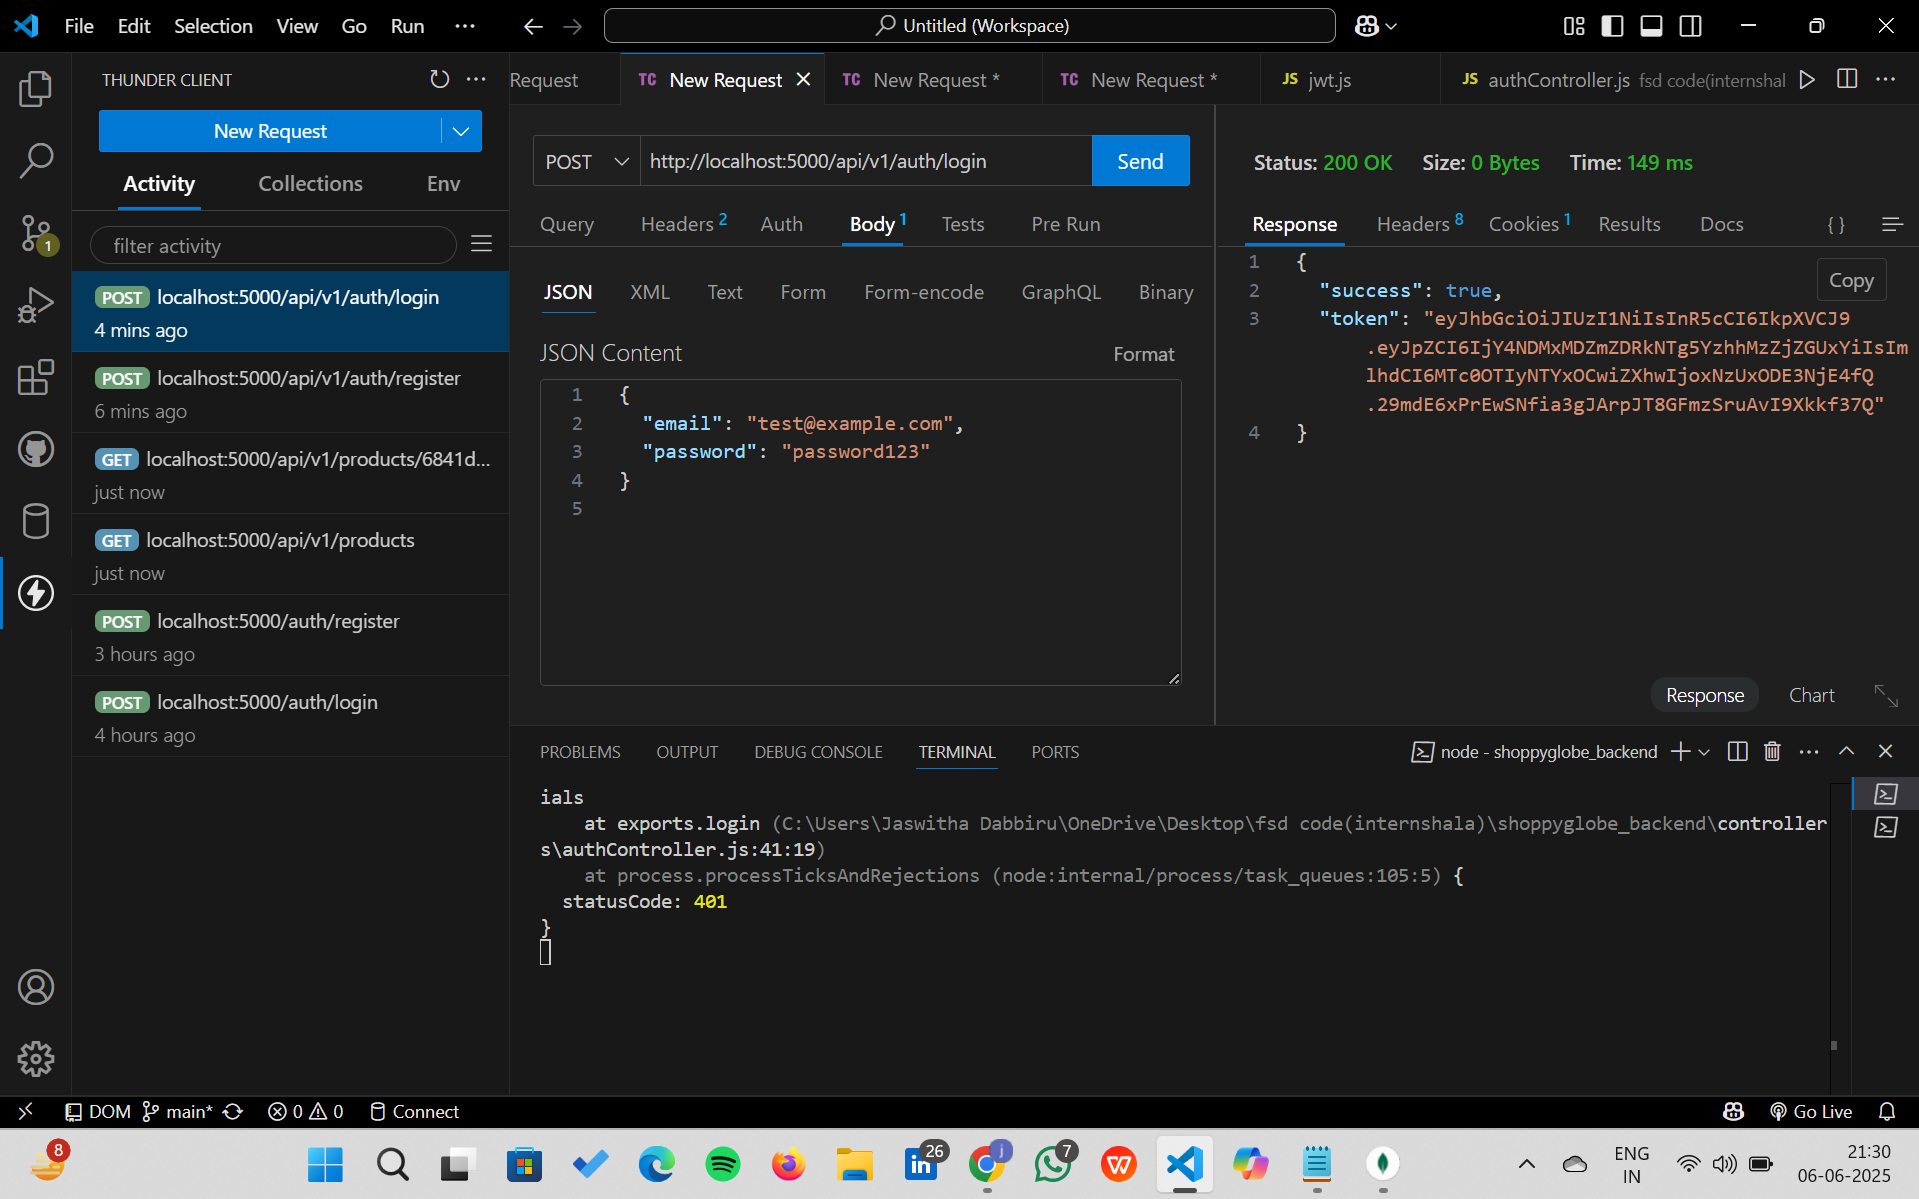 File Edit Selection View Go Run
Untitled (Workspace)
THUNDER CLIENT
New Request
Activity Collections Env
filter activity
POST localhost:5000/api/v1/auth/login
4 mins ago
POST localhost:5000/api/v1/auth/register
6 mins ago
GET localhost:5000/api/v1/products/6841d...
just now
GET localhost:5000/api/v1/products
just now
POST localhost:5000/auth/register
3 hours ago
POST localhost:5000/auth/login
4 hours ago
1
Request TC New Request TC New Request * TC New Request * JS jwt.js JS authController.js fsd code(internshal
POST http://localhost:5000/api/v1/auth/login Send
Query Headers 2 Auth Body 1 Tests Pre Run
JSON XML Text Form Form-encode GraphQL Binary
JSON Content Format
1 {
2 "email": "test@example.com",
3 "password": "password123"
4 }
5
Status: 200 OK Size: 0 Bytes Time: 149 ms
Response Headers 8 Cookies 1 Results Docs { }
Copy
1 {
2 "success": true,
3 "token": "eyJhbGciOiJIUzI1NiIsInR5cCI6IkpXVCJ9
.eyJpZCI6IjY4NDMxMDZmZDRkNTg5YzhhMzZjZGUxYiIsIm
lhdCI6MTc0OTIyNTYxOCwiZXhwIjoxNzUxODE3NjE4fQ
.29mdE6xPrEwSNfia3gJArpJT8GFmzSruAvI9Xkkf37Q"
4 }
Response Chart
PROBLEMS OUTPUT DEBUG CONSOLE TERMINAL PORTS
node - shoppyglobe_backend
ials
at exports.login (C:\Users\Jaswitha Dabbiru\OneDrive\Desktop\fsd code(internshala)\shoppyglobe_backend\controller
s\authController.js:41:19)
at process.processTicksAndRejections (node:internal/process/task_queues:105:5) {
statusCode: 401
}
DOM main* 0 0 Connect
Go Live
8
26
j
7
ENG
IN
21:30
06-06-2025